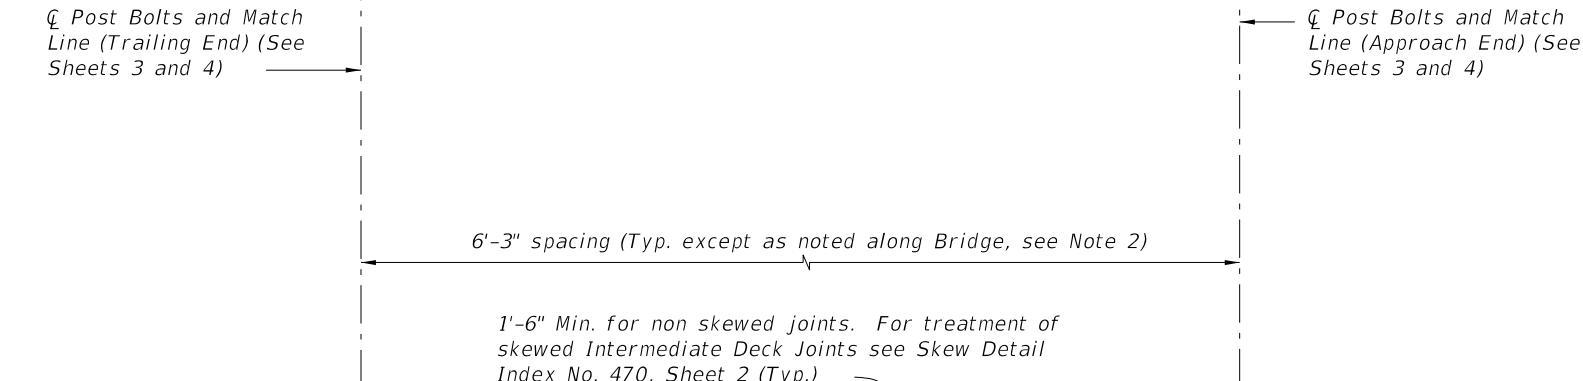 ℄ Post Bolts and Match
Line (Trailing End) (See
Sheets 3 and 4)
℄ Post Bolts and Match
Line (Approach End) (See
Sheets 3 and 4)
6'-3" spacing (Typ. except as noted along Bridge, see Note 2)
1'-6" Min. for non skewed joints. For treatment of
skewed Intermediate Deck Joints see Skew Detail
Index No. 470, Sheet 2 (Typ.)